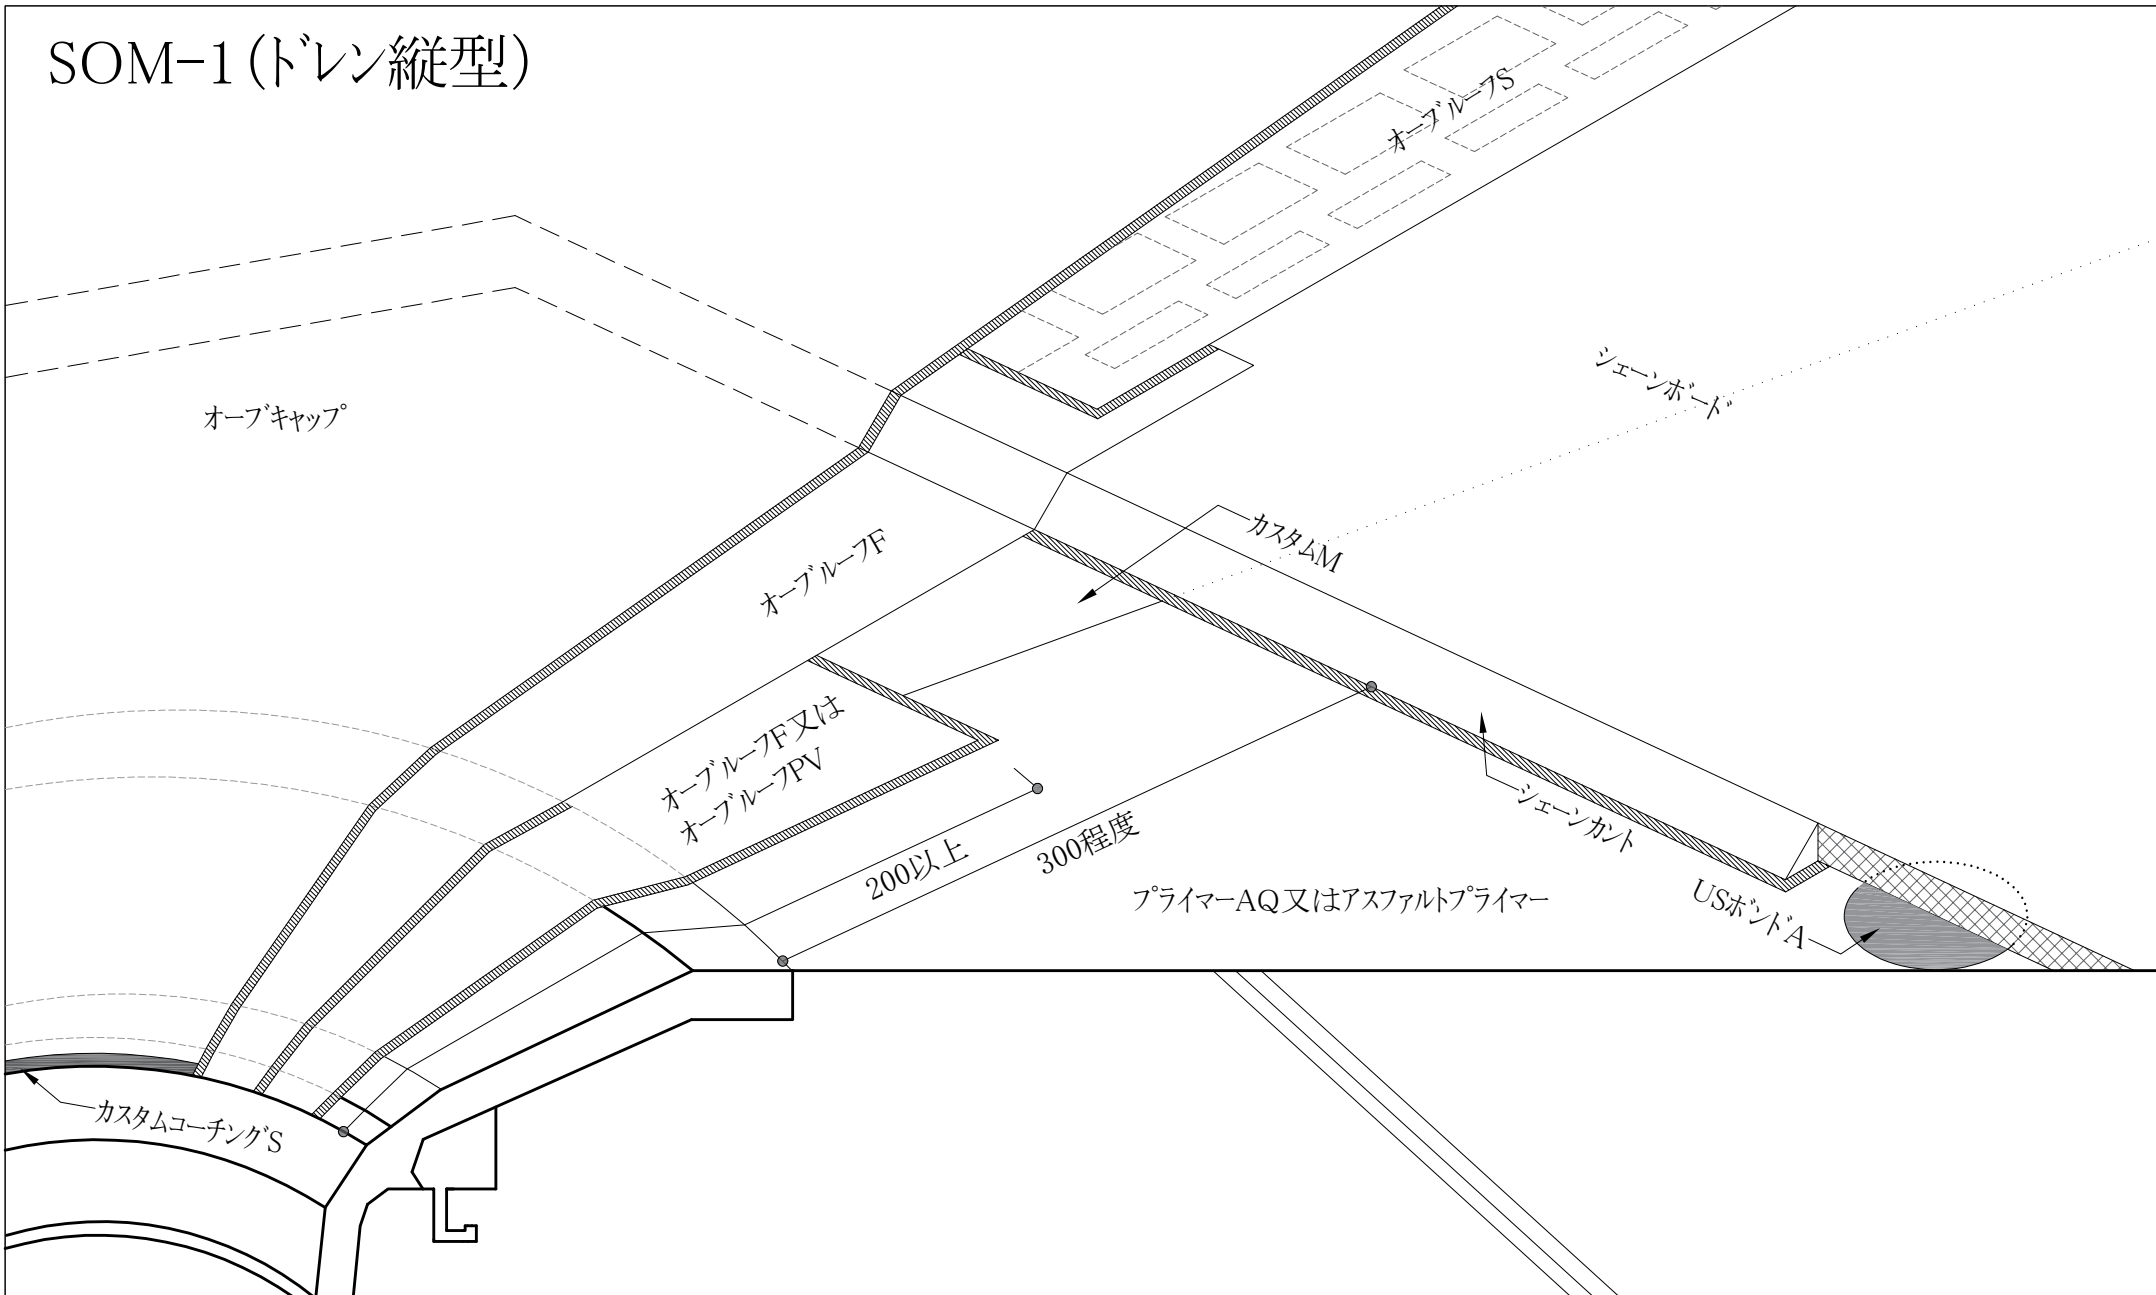 SOM-1(ドレン縦型)
オーブルーフS
オーブキャップ
シェーンボード
カスタムM
オーブルーフF
オーブルーフF又は
オーブルーフPV
シェーンカント
200以上
300程度
プライマーAQ又はアスファルトプライマー
USボンドA
カスタムコーチングS